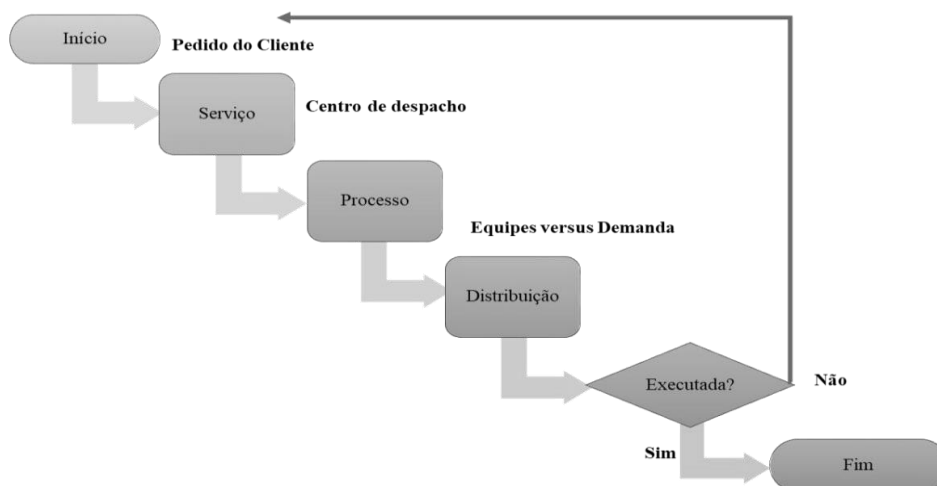 Início
Pedido do Cliente
Serviço
Centro de despacho
Processo
Equipes versus Demanda
Distribuição
Executada?
Não
Sim
Fim